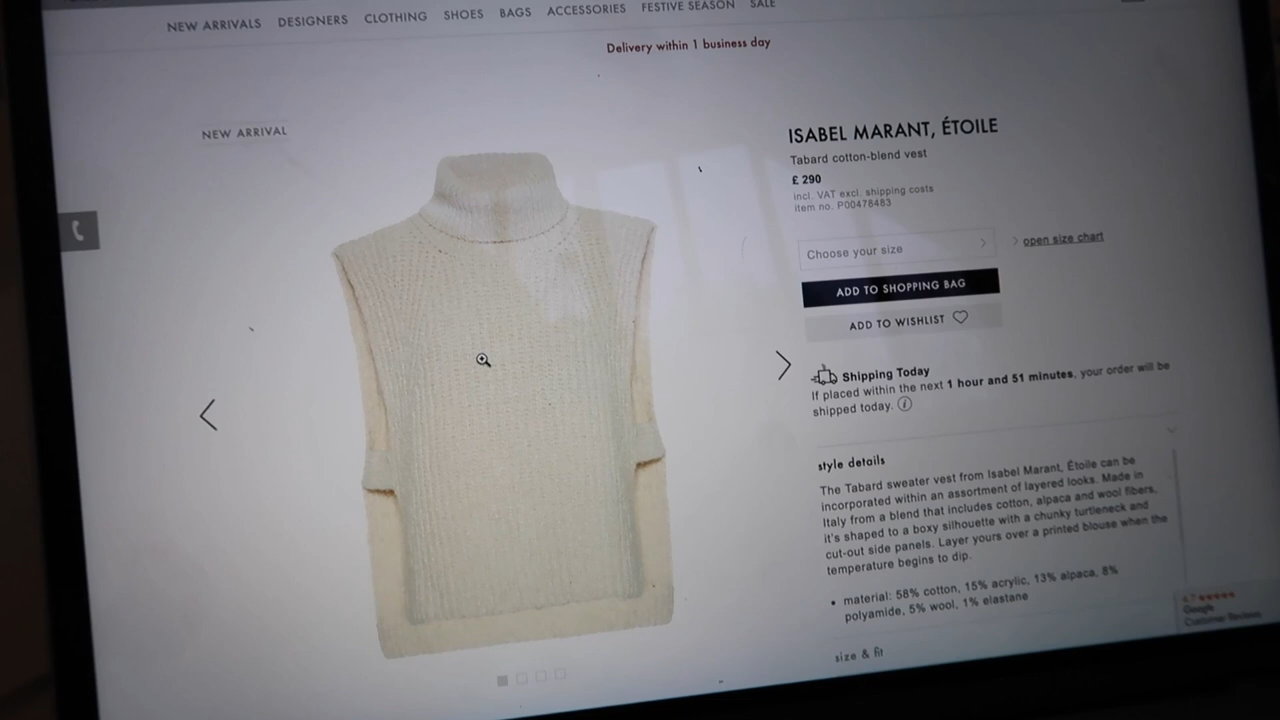 NEW ARRIVALS DESIGNERS CLOTHING SHOES BAGS ACCESSORIES FESTIVE SEASON SALE
Delivery within 1 business day
NEW ARRIVAL
ISABEL MARANT, ÉTOILE
Tabard cotton-blend vest
£ 290
incl. VAT excl. shipping costs
item no. P00478483
Choose your size
open size chart
ADD TO SHOPPING BAG
ADD TO WISHLIST
Shipping Today
If placed within the next 1 hour and 51 minutes, your order will be
shipped today.
style details
The Tabard sweater vest from Isabel Marant, Étoile can be
incorporated within an assortment of layered looks. Made in
Italy from a blend that includes cotton, alpaca and wool fibers,
it's shaped to a boxy silhouette with a chunky turtleneck and
cut-out side panels. Layer yours over a printed blouse when the
temperature begins to dip.
• material: 58% cotton, 15% acrylic, 13% alpaca, 8%
polyamide, 5% wool, 1% elastane
size & fit
4.7
Google
Customer Reviews